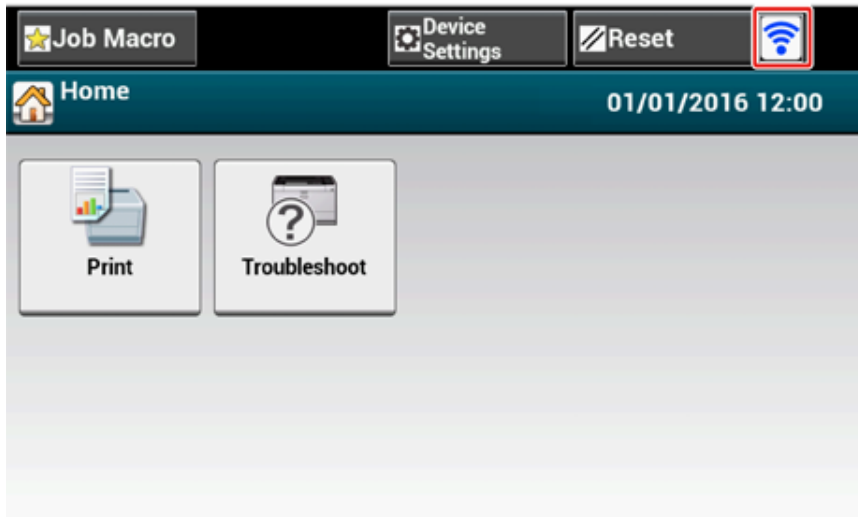 Job Macro
Device
Settings
Reset
Home
01/01/2016 12:00
Print
Troubleshoot